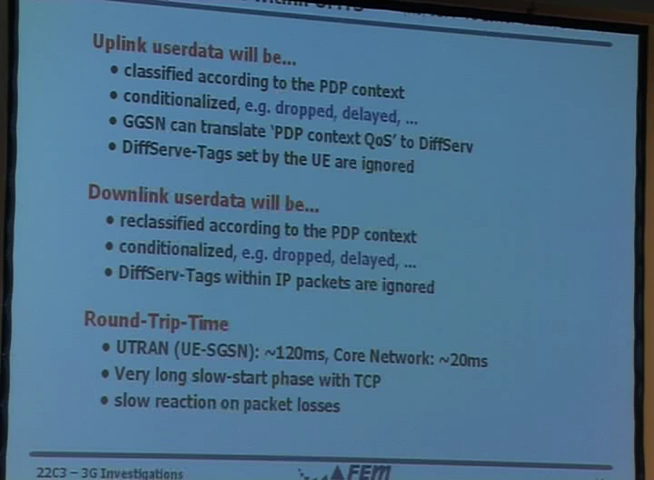 Uplink userdata will be...
• classified according to the PDP context
• conditionalized, e.g. dropped, delayed, ...
• GGSN can translate 'PDP context QoS' to DiffServ
• DiffServe-Tags set by the UE are ignored
Downlink userdata will be...
• reclassified according to the PDP context
• conditionalized, e.g. dropped, delayed, ...
• DiffServ-Tags within IP packets are ignored
Round-Trip-Time
• UTRAN (UE-SGSN): ~120ms, Core Network: ~20ms
• Very long slow-start phase with TCP
• slow reaction on packet losses
22C3 – 3G Investigations
FEM